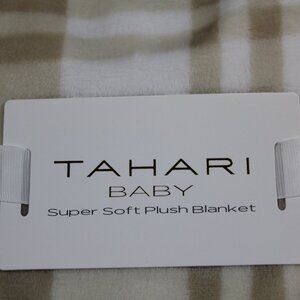 TAHARI
BABY
Super Soft Plush Blanket